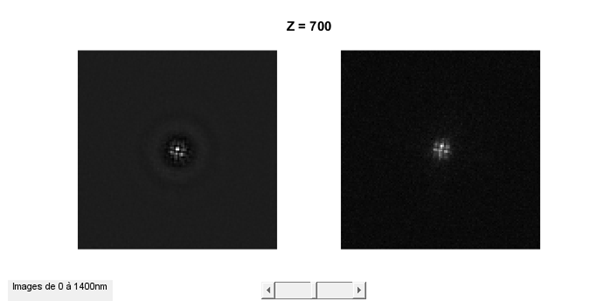 Z = 700
Images de 0 à 1400nm